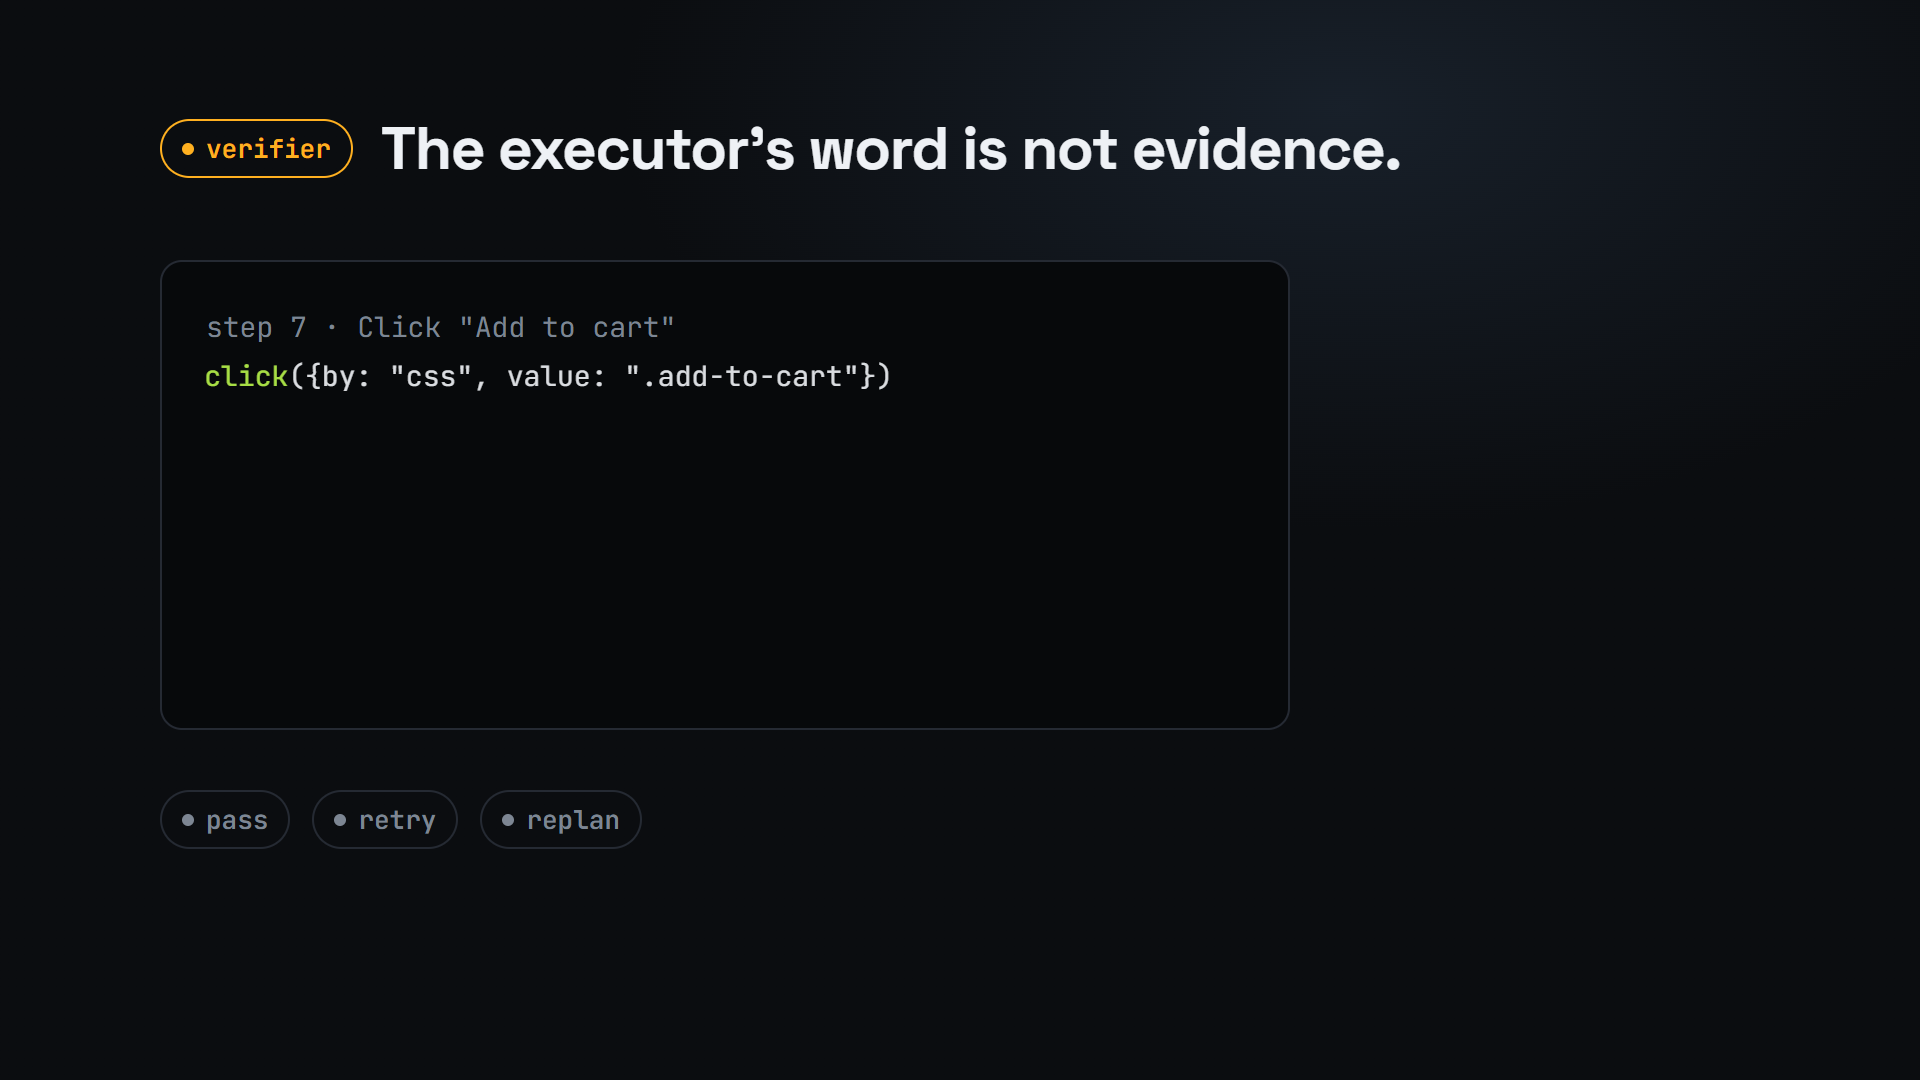 verifier
The executor’s word is not evidence.
step 7 · Click "Add to cart"
click({by: "css", value: ".add-to-cart"})
pass
retry
replan